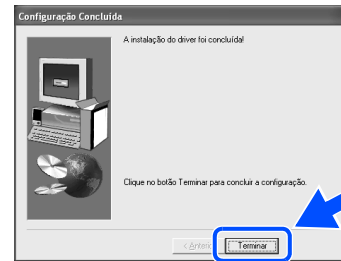 Configuração Concluída
A instalação do driver foi concluída!
Clique no botão Terminar para concluir a configuração.
Terminar